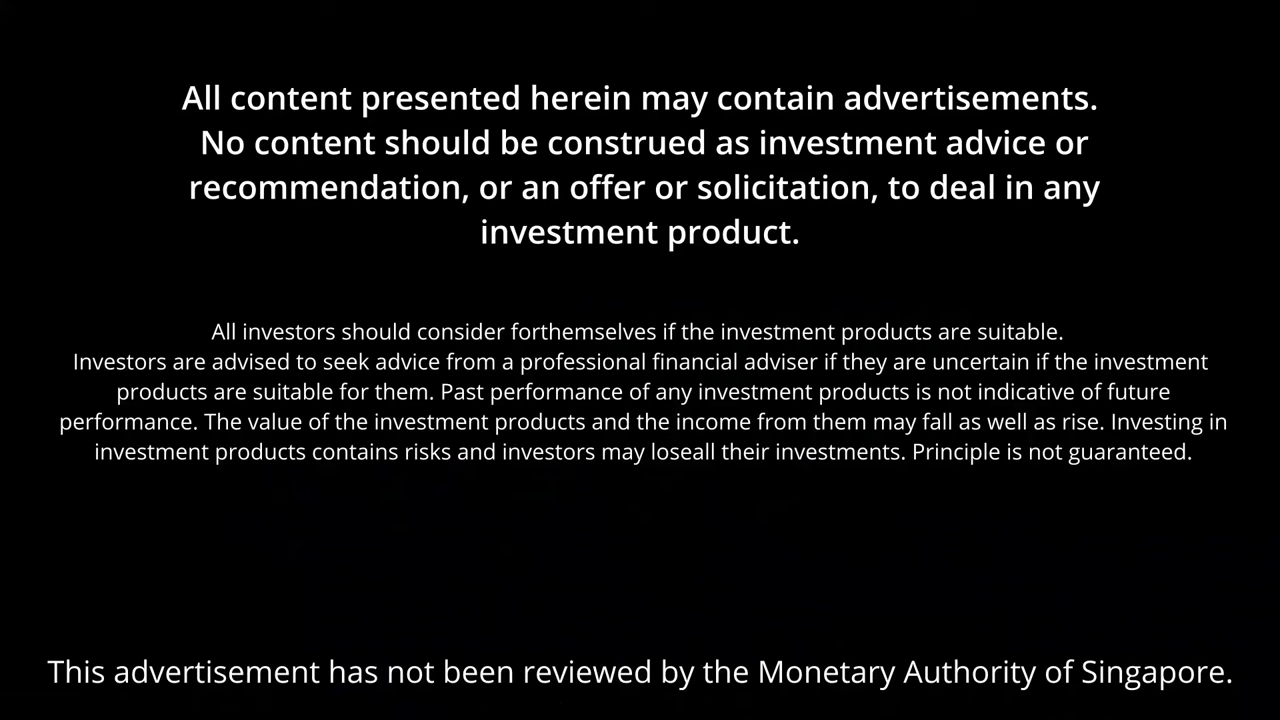 All content presented herein may contain advertisements.
No content should be construed as investment advice or
recommendation, or an offer or solicitation, to deal in any
investment product.
All investors should consider forthemselves if the investment products are suitable.
Investors are advised to seek advice from a professional financial adviser if they are uncertain if the investment
products are suitable for them. Past performance of any investment products is not indicative of future
performance. The value of the investment products and the income from them may fall as well as rise. Investing in
investment products contains risks and investors may loseall their investments. Principle is not guaranteed.
This advertisement has not been reviewed by the Monetary Authority of Singapore.